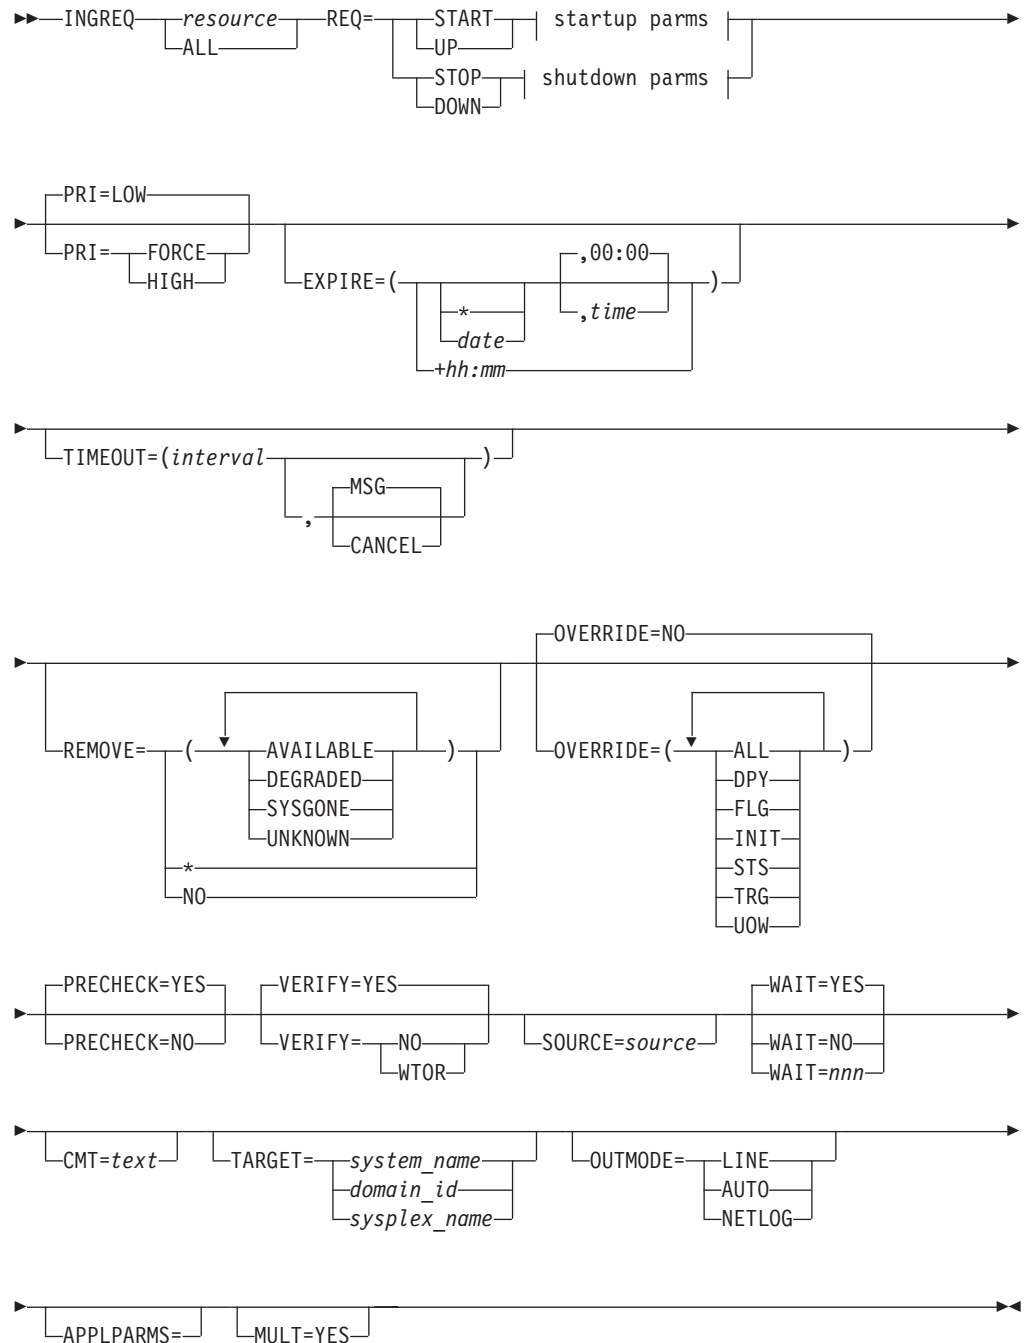 INGREQ resource REQ= START startup parms
ALL UP
STOP shutdown parms
DOWN
PRI=LOW
PRI= FORCE ,00:00
HIGH EXPIRE=( * ,time )
date
+hh:mm
TIMEOUT=(interval )
, MSG
CANCEL
OVERRIDE=NO
REMOVE= ( AVAILABLE ) OVERRIDE=( ALL )
DEGRADED DPY
SYSGONE FLG
UNKNOWN INIT
* STS
NO TRG
UOW
PRECHECK=YES VERIFY=YES WAIT=YES
PRECHECK=NO VERIFY= NO SOURCE=source WAIT=NO
WTOR WAIT=nnn
CMT=text TARGET= system_name OUTMODE= LINE
domain_id AUTO
sysplex_name NETLOG
APPLPARMS= MULT=YES